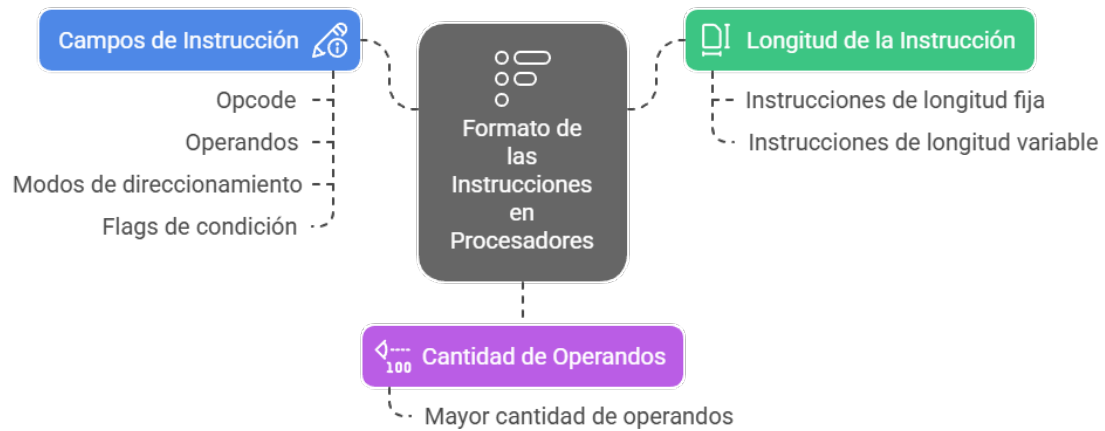 Campos de Instrucción
Opcode
Operandos
Modos de direccionamiento
Flags de condición
Formato de
las
Instrucciones
en
Procesadores
Longitud de la Instrucción
Instrucciones de longitud fija
Instrucciones de longitud variable
100
Cantidad de Operandos
Mayor cantidad de operandos